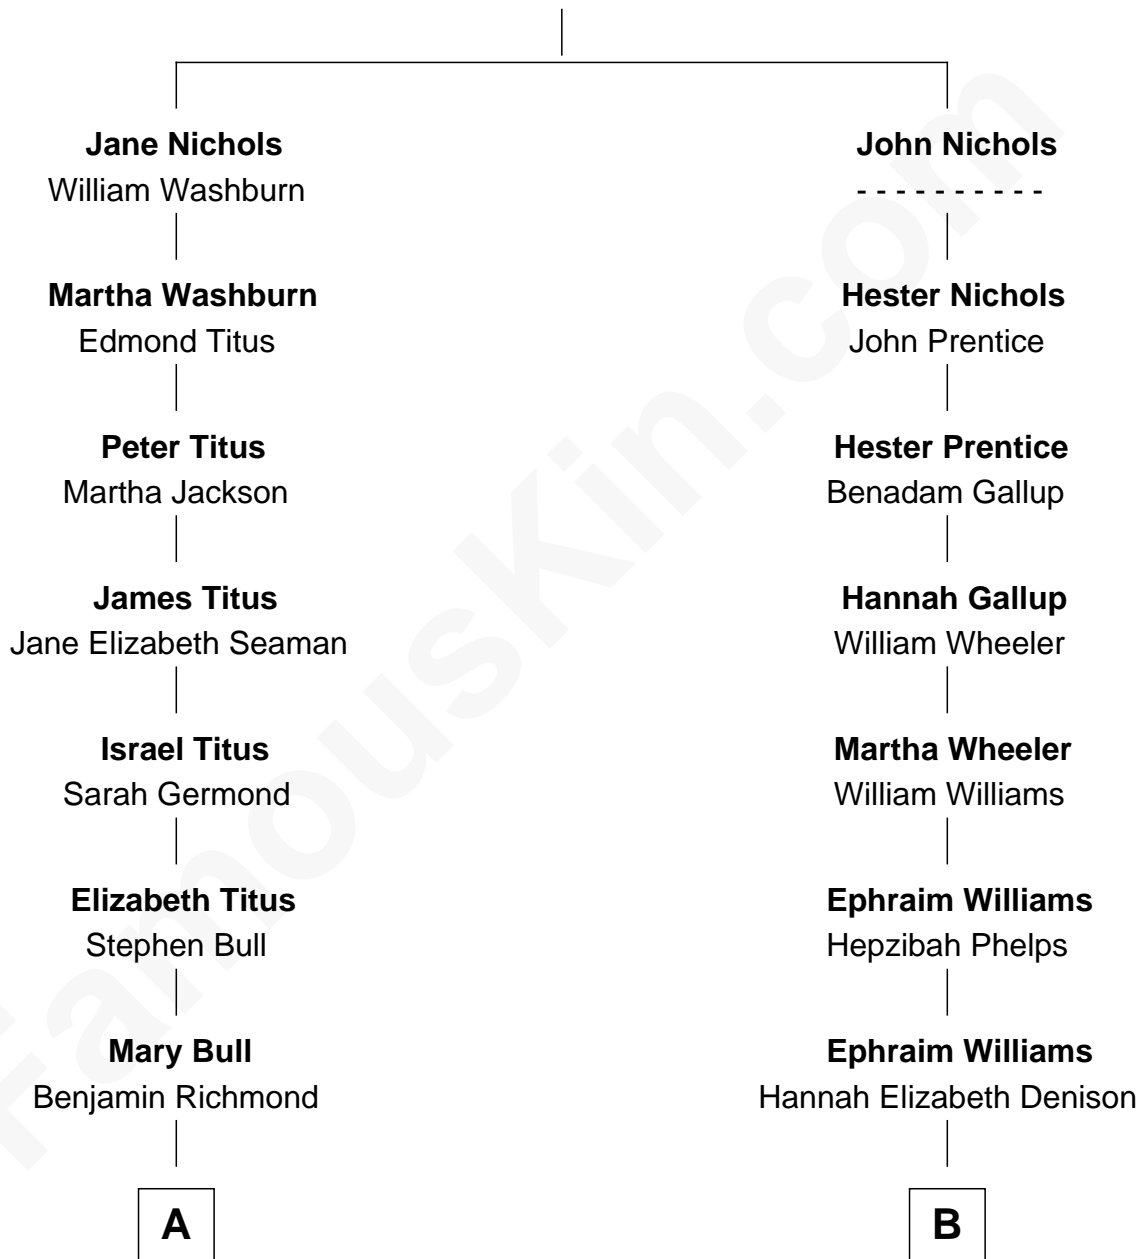 Jane Nichols
William Washburn
Martha Washburn
Edmond Titus
Peter Titus
Martha Jackson
James Titus
Jane Elizabeth Seaman
Israel Titus
Sarah Germond
Elizabeth Titus
Stephen Bull
Mary Bull
Benjamin Richmond
A
John Nichols
- - - - - - - - - -
Hester Nichols
John Prentice
Hester Prentice
Benadam Gallup
Hannah Gallup
William Wheeler
Martha Wheeler
William Williams
Ephraim Williams
Hepzibah Phelps
Ephraim Williams
Hannah Elizabeth Denison
B
FamousKin.com